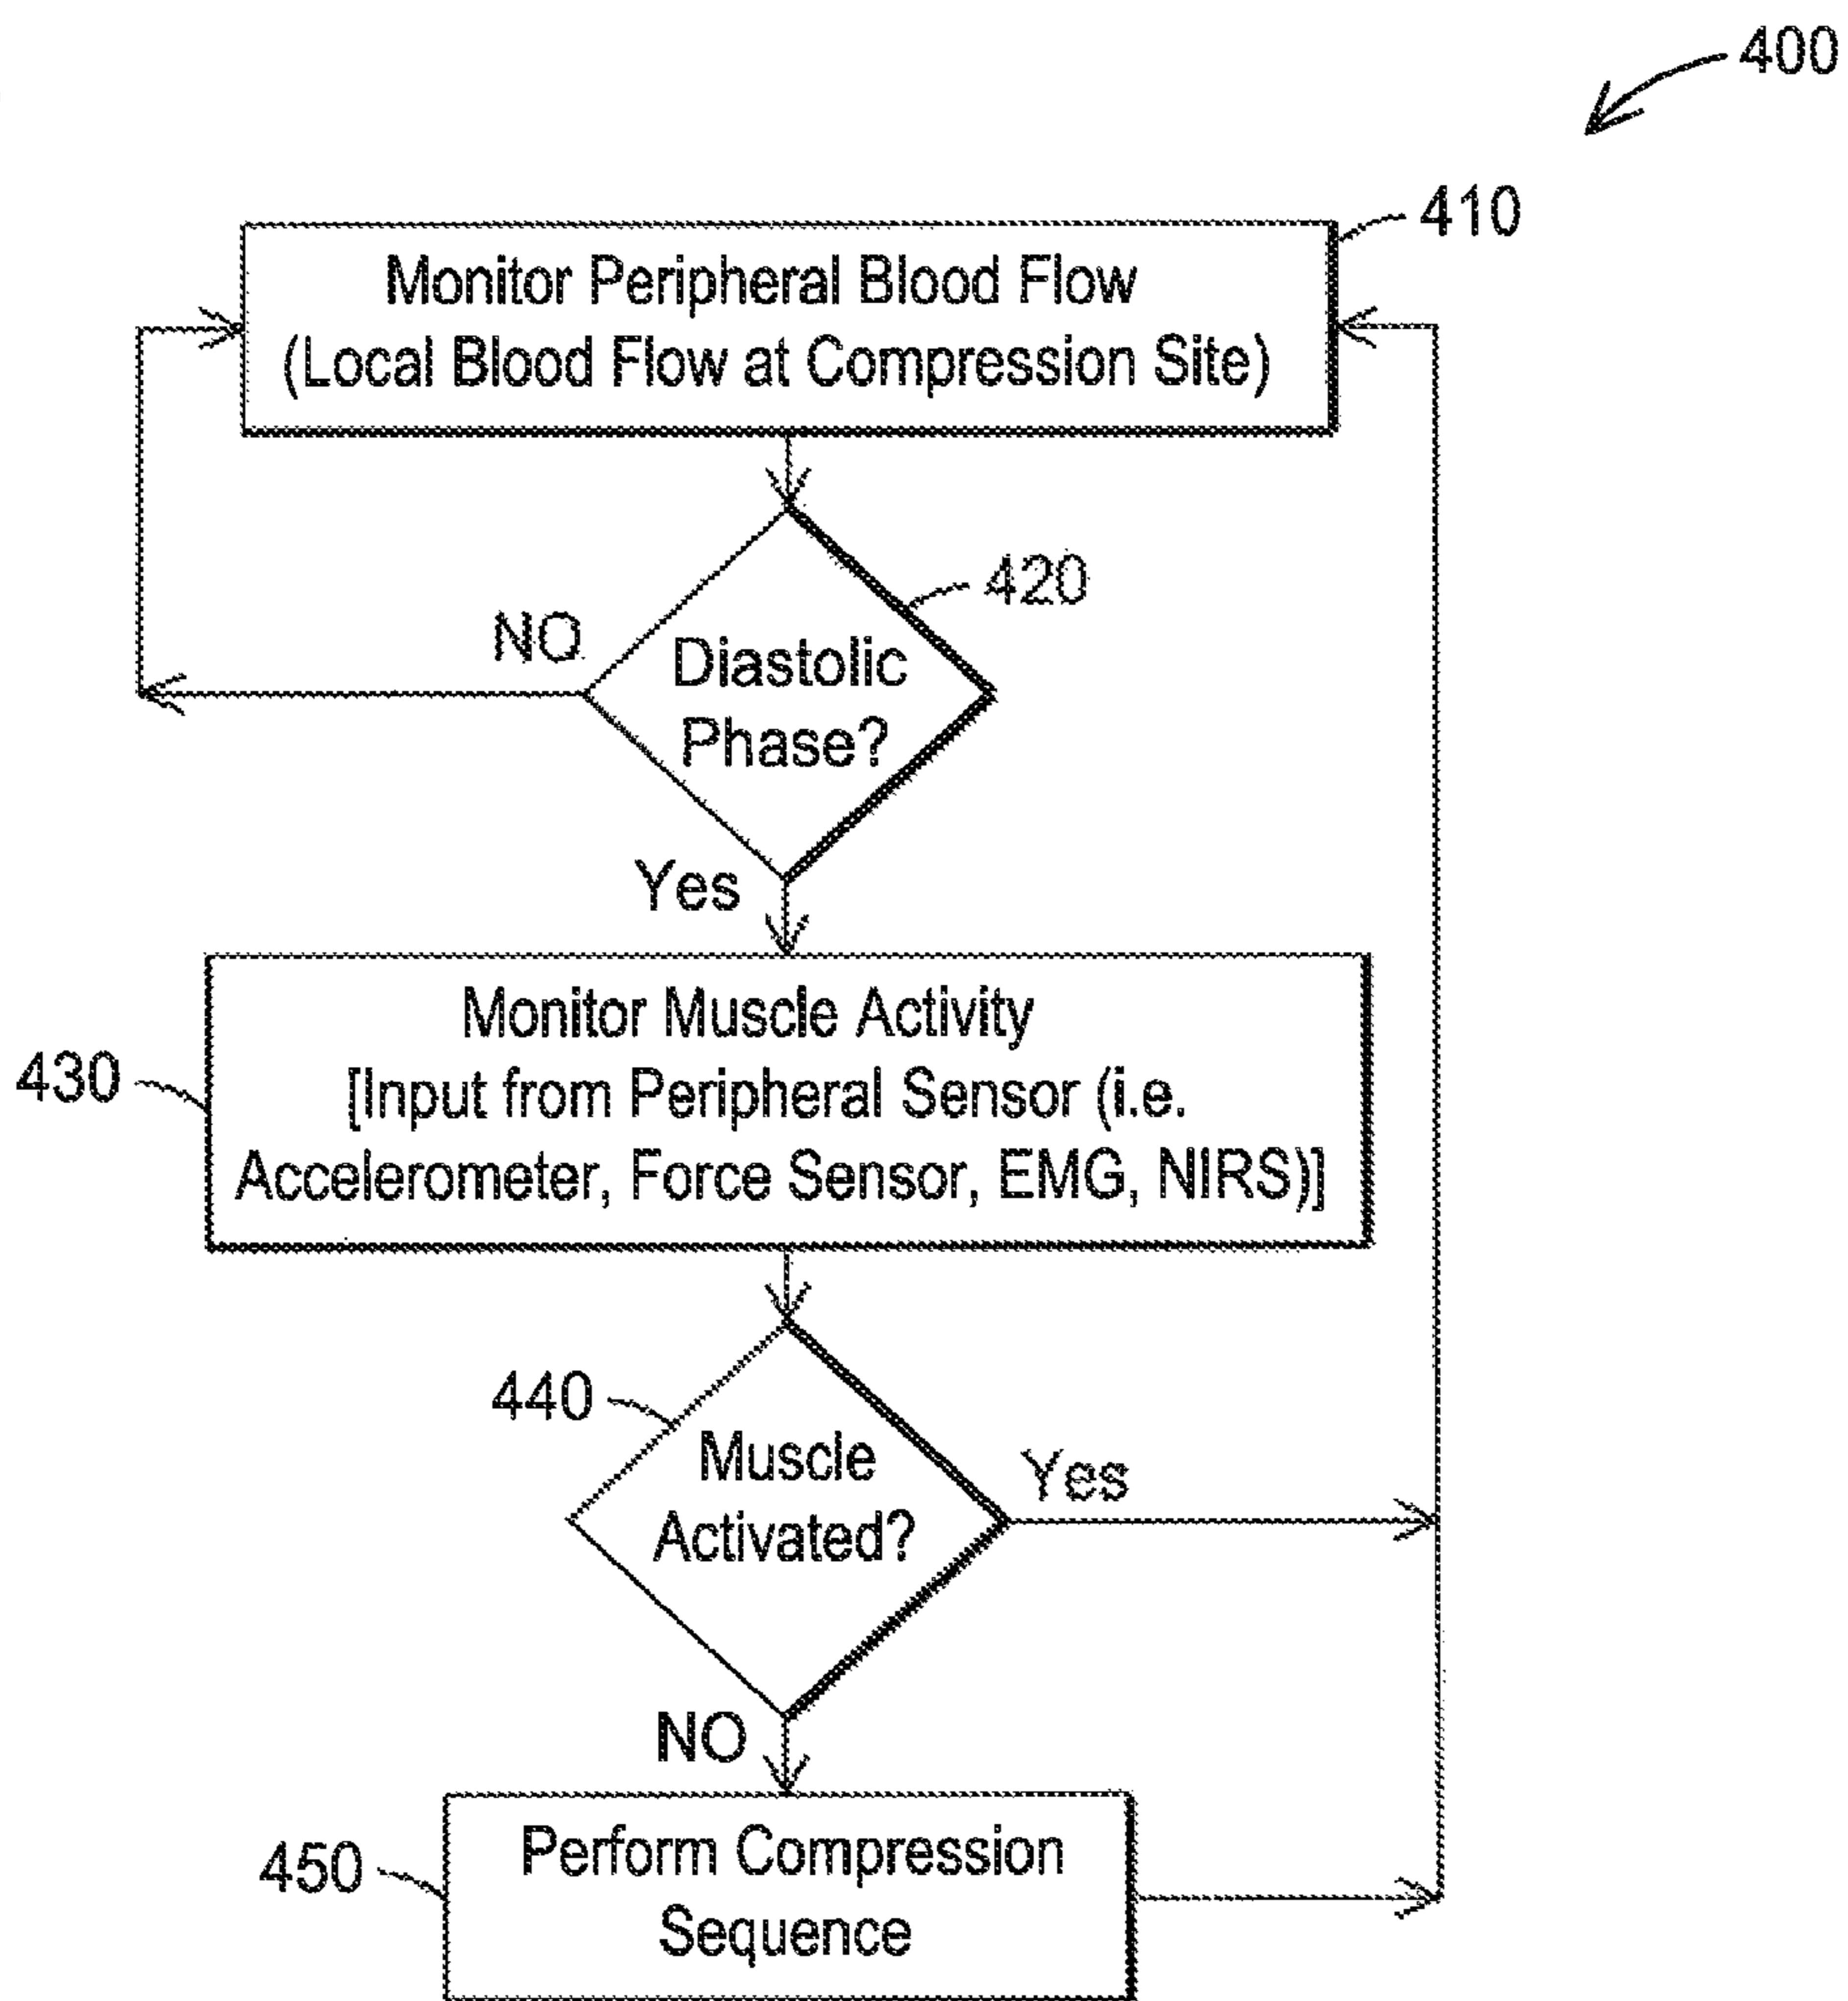 400
410
Monitor Peripheral Blood Flow
(Local Blood Flow at Compression Site)
420
NO
Diastolic
Phase?
Yes
430
Monitor Muscle Activity
[Input from Peripheral Sensor (i.e.
Accelerometer, Force Sensor, EMG, NIRS)]
440
Muscle
Activated?
Yes
NO
450
Perform Compression
Sequence